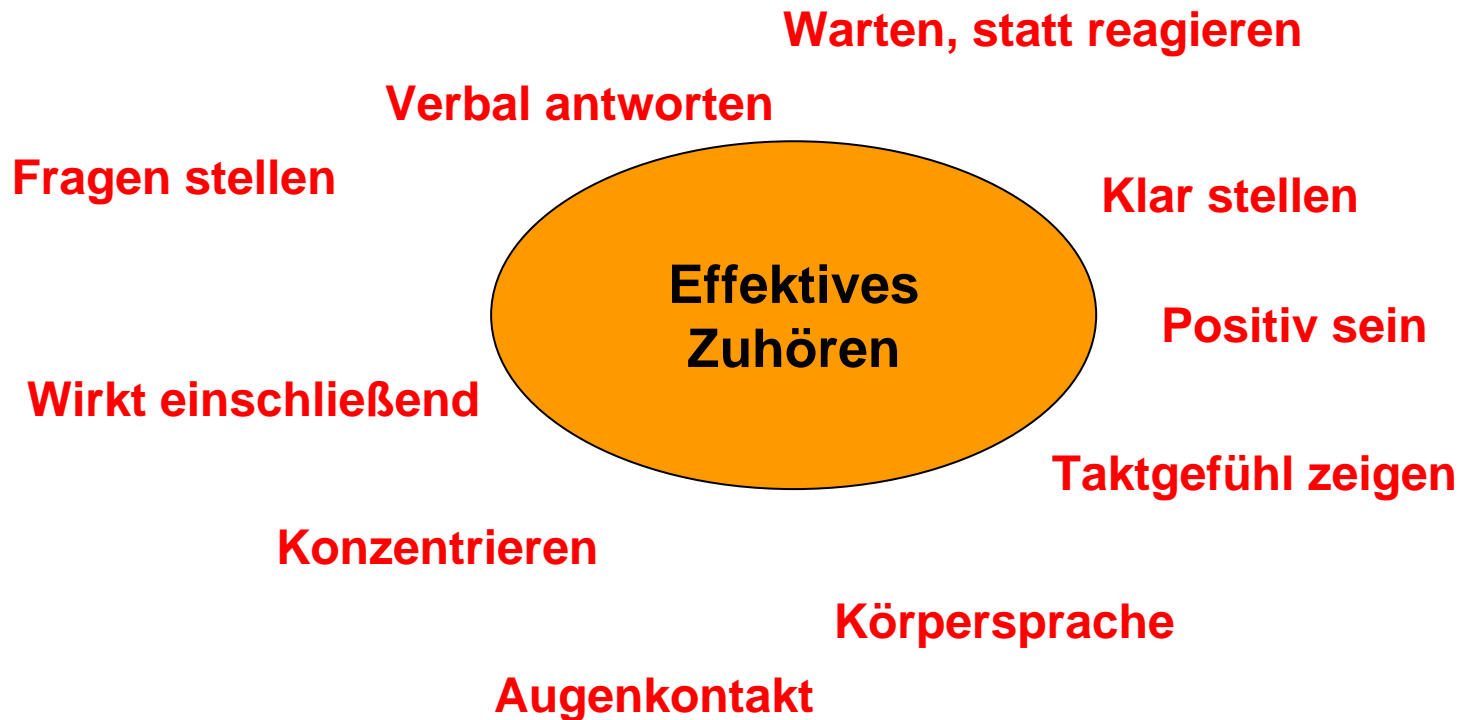 Warten, statt reagieren
Verbal antworten
Fragen stellen
Klar stellen
Effektives
Zuhören
Positiv sein
Wirkt einschließend
Taktgefühl zeigen
Konzentrieren
Körpersprache
Augenkontakt